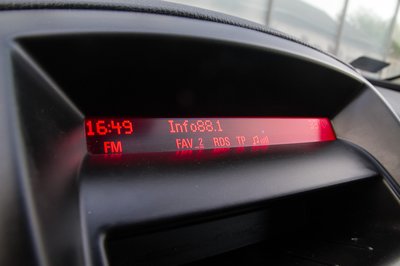 16:49 Info88.1
FM FAV 2 RDS TP